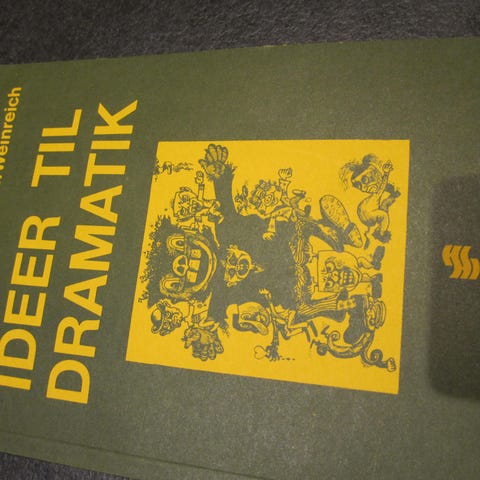 Weinreich
IDEER TIL
DRAMATIK